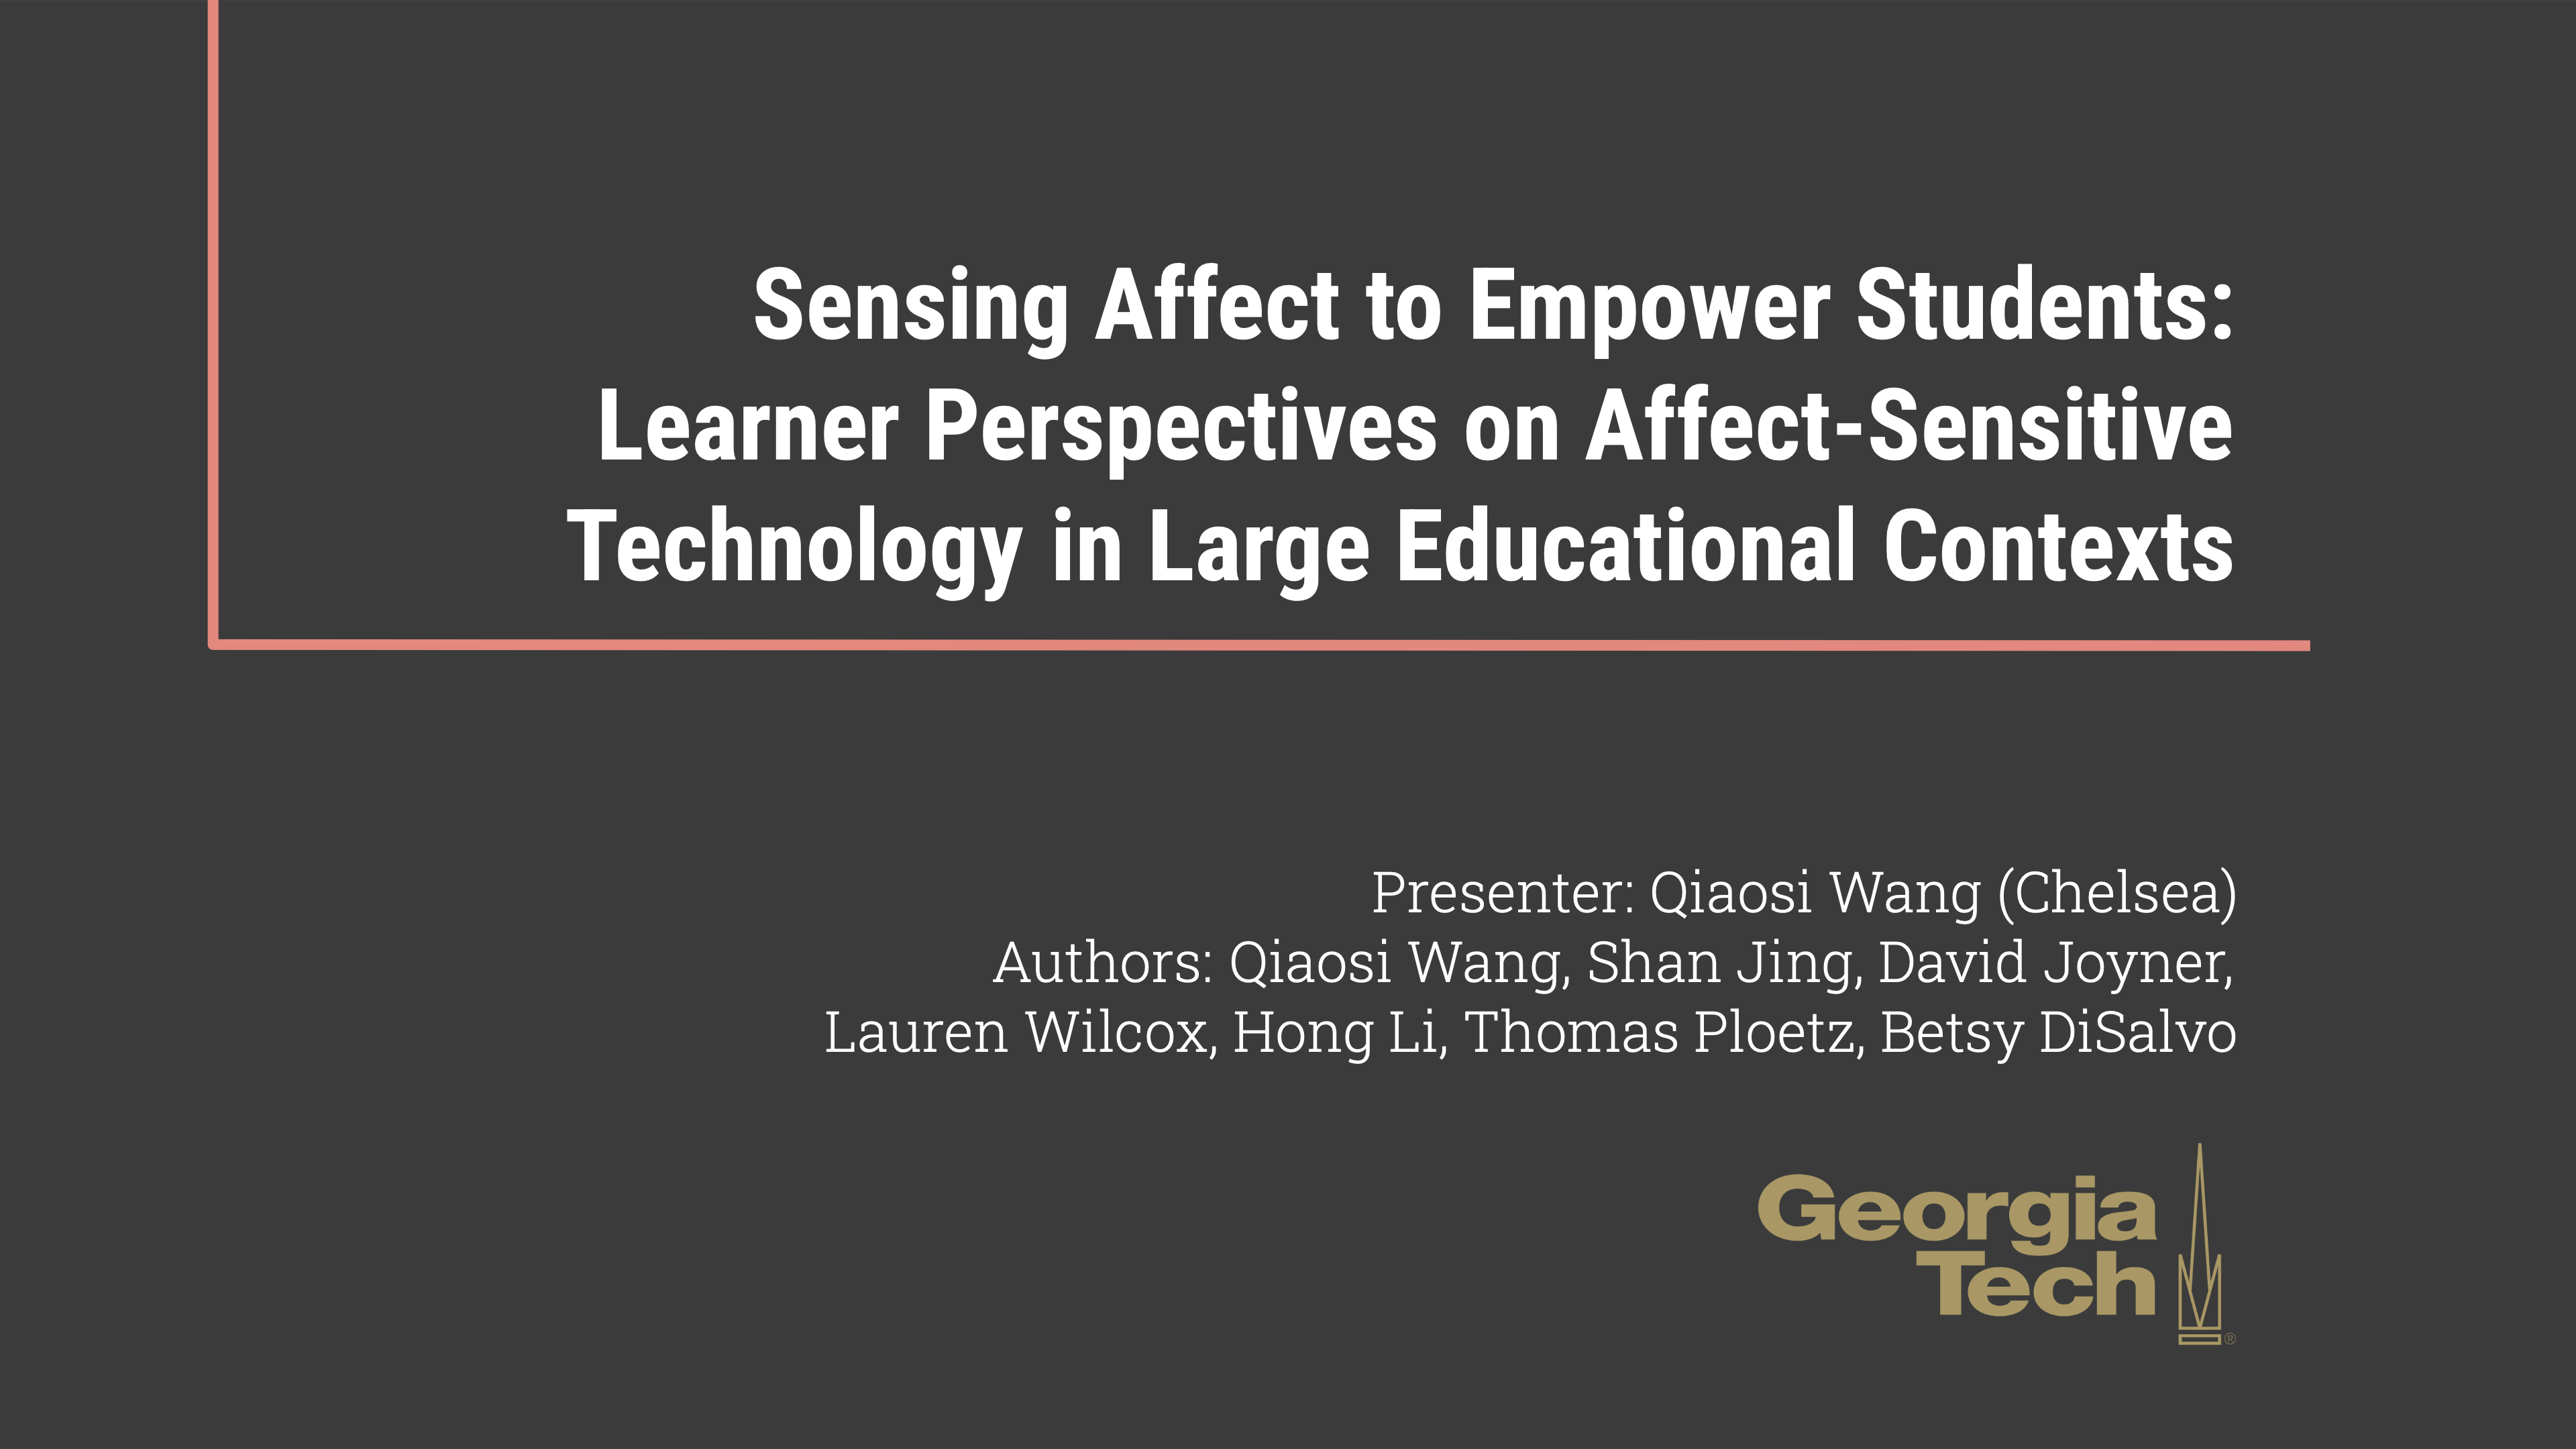 Sensing Affect to Empower Students:
Learner Perspectives on Affect-Sensitive
Technology in Large Educational Contexts
Presenter: Qiaosi Wang (Chelsea)
Authors: Qiaosi Wang, Shan Jing, David Joyner,
Lauren Wilcox, Hong Li, Thomas Ploetz, Betsy DiSalvo
Georgia
Tech
®